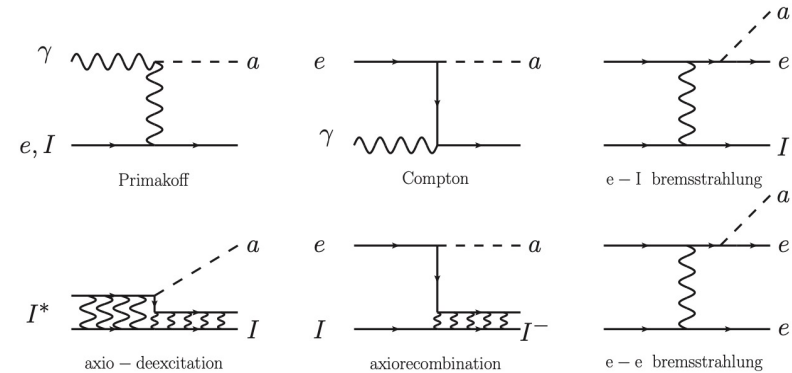 γ a e a a e
e, I γ I
Primakoff Compton e – I bremsstrahlung
a a a e
I* I e I I⁻ e
axio – deexcitation axiorecombination e – e bremsstrahlung